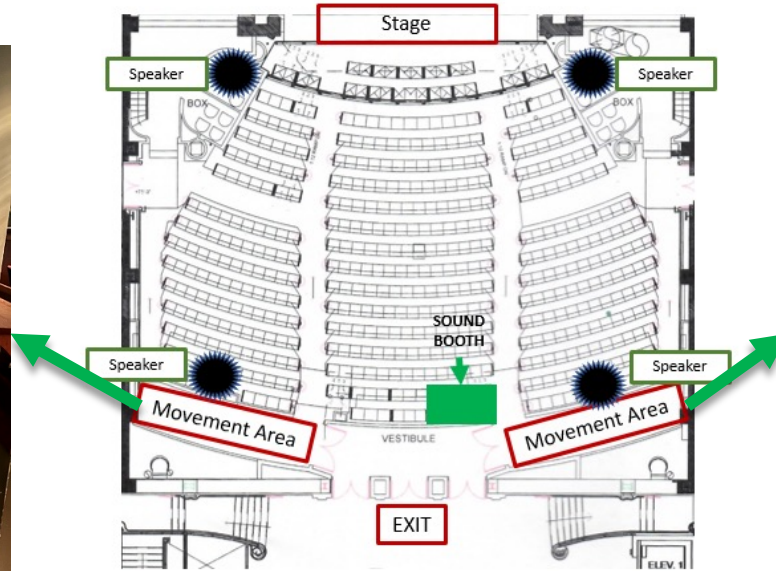 Stage
Speaker
Speaker
BOX
BOX
SOUND
BOOTH
Speaker
Speaker
Movement Area
Movement Area
VESTIBULE
EXIT
ELEV. 1